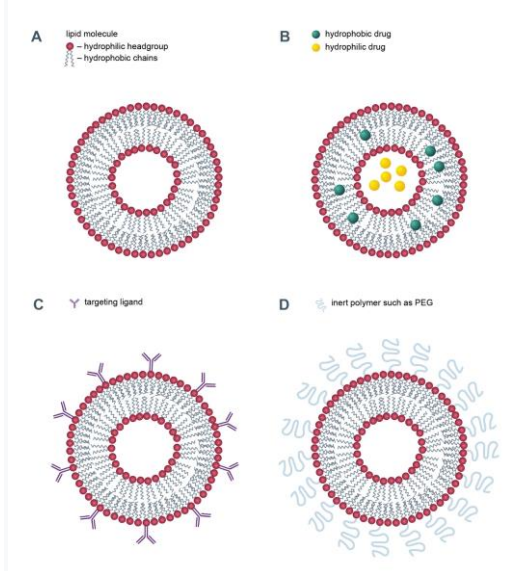 A
lipid molecule
– hydrophilic headgroup
– hydrophobic chains
B
hydrophobic drug
hydrophilic drug
C
targeting ligand
D
inert polymer such as PEG